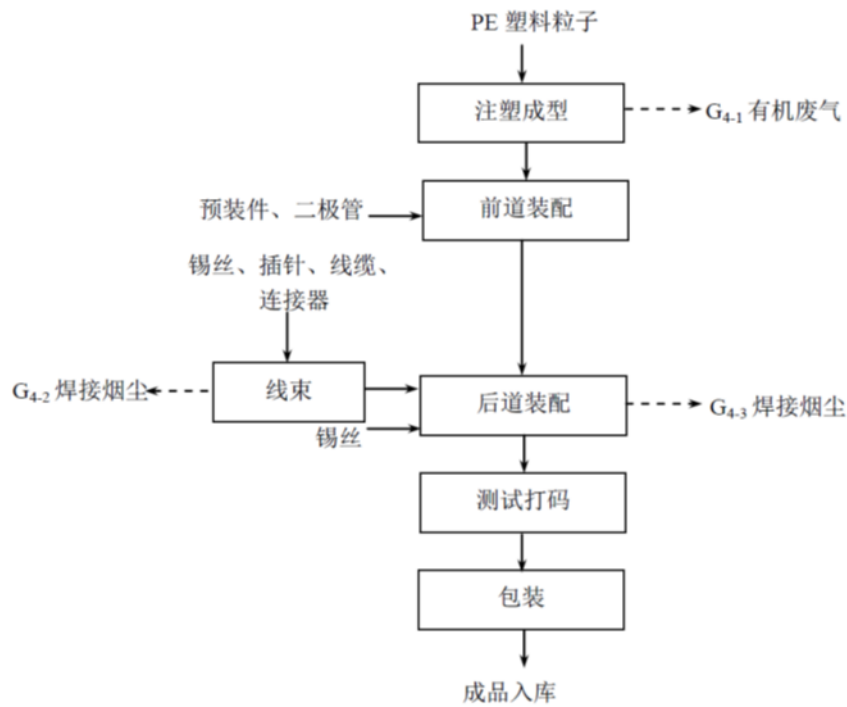 PE 塑料粒子
注塑成型
G4-1 有机废气
预装件、二极管
前道装配
锡丝、插针、线缆、
连接器
G4-2 焊接烟尘
线束
后道装配
G4-3 焊接烟尘
锡丝
测试打码
包装
成品入库